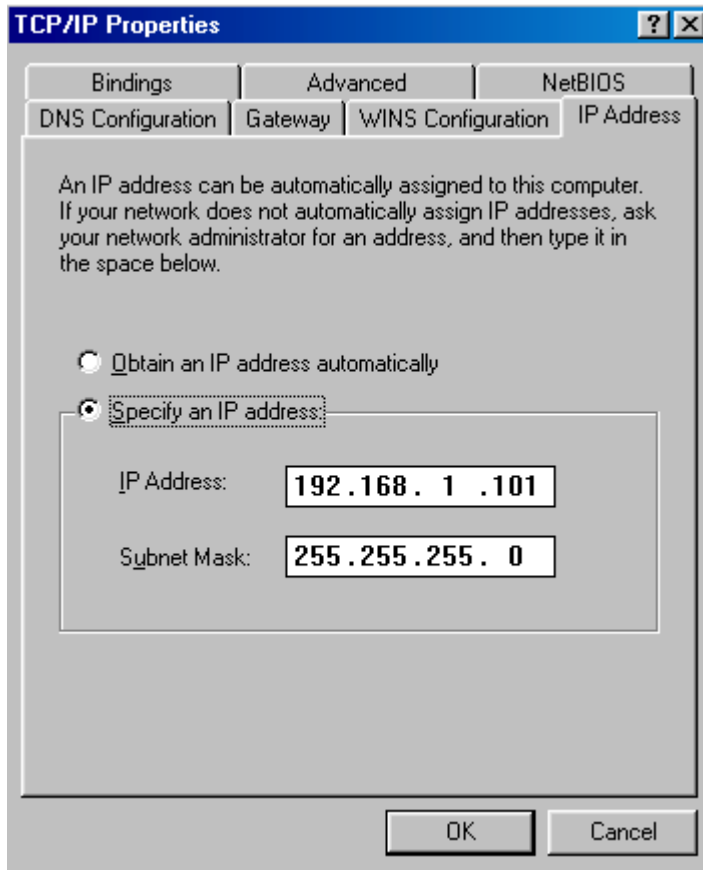 TCP/IP Properties
Bindings Advanced NetBIOS
DNS Configuration Gateway WINS Configuration IP Address
An IP address can be automatically assigned to this computer.
If your network does not automatically assign IP addresses, ask
your network administrator for an address, and then type it in
the space below.
Obtain an IP address automatically
Specify an IP address:
IP Address: 192.168. 1 .101
Subnet Mask: 255.255.255. 0
OK Cancel